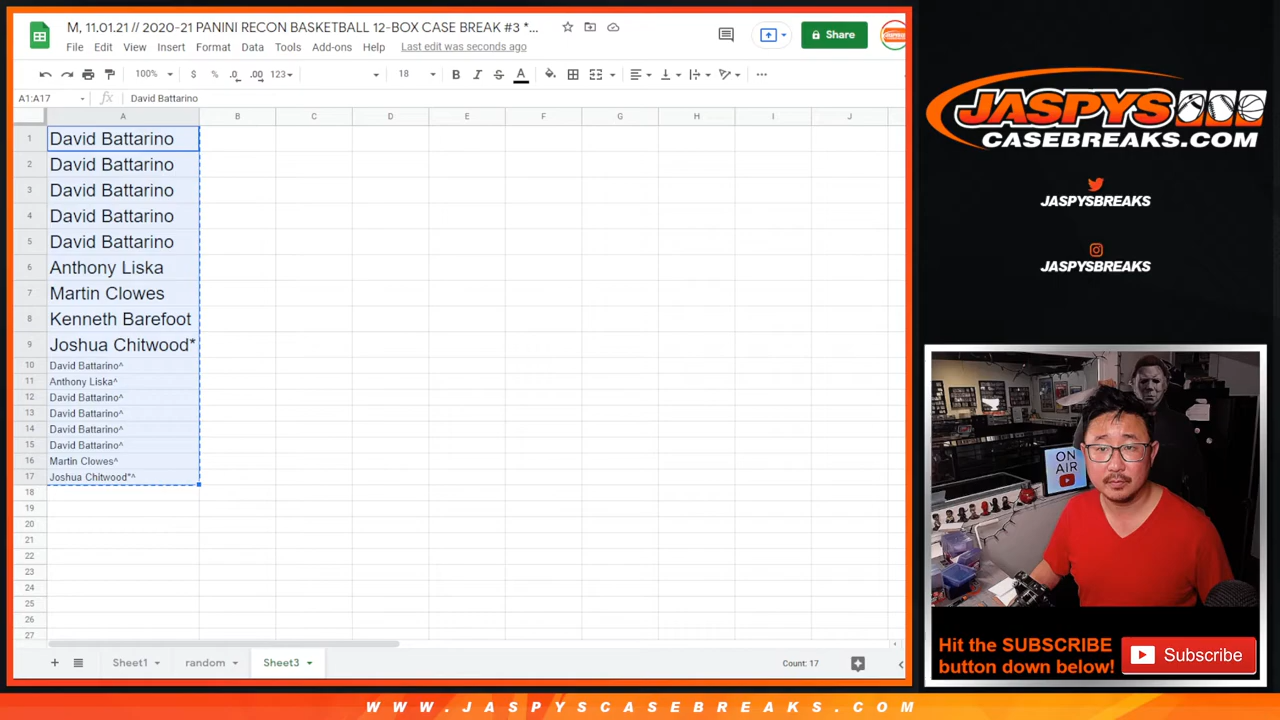 M, 11.01.21 // 2020-21 PANINI RECON BASKETBALL 12-BOX CASE BREAK #3 *...
File Edit View Insert Format Data Tools Add-ons Help Last edit was seconds ago
Share
100% $ % .0 .00 123 18 B I S A
A1:A17 fx David Battarino
A B C D E F G H I J
1 David Battarino
2 David Battarino
3 David Battarino
4 David Battarino
5 David Battarino
6 Anthony Liska
7 Martin Clowes
8 Kenneth Barefoot
9 Joshua Chitwood*
10 David Battarino^
11 Anthony Liska^
12 David Battarino^
13 David Battarino^
14 David Battarino^
15 David Battarino^
16 Martin Clowes^
17 Joshua Chitwood*^
18
19
20
21
22
23
24
25
26
27
Sheet1 random Sheet3 Count: 17
JASPYS
CASEBREAKS.COM
JASPYSBREAKS
JASPYSBREAKS
ON
AIR
Hit the SUBSCRIBE
button down below!
Subscribe
WWW.JASPYSCASEBREAKS.COM